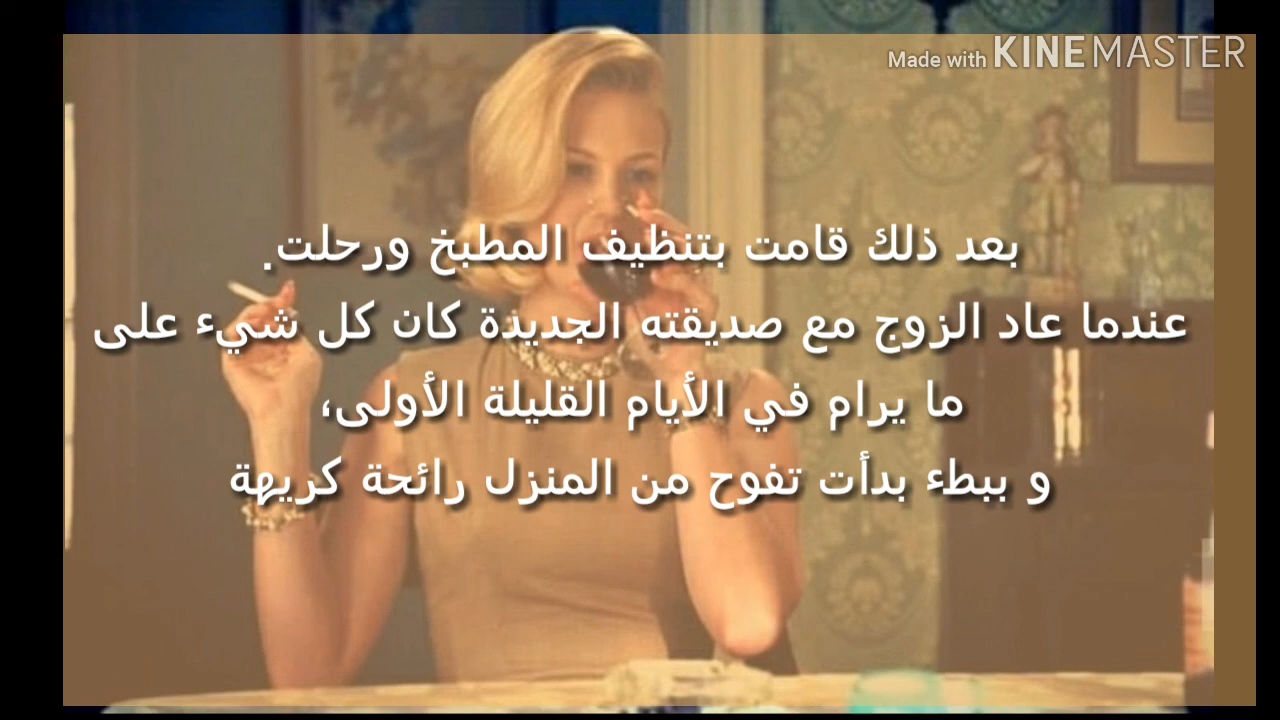 Made with KINEMASTER
بعد ذلك قامت بتنظيف المطبخ ورحلت.
عندما عاد الزوج مع صديقته الجديدة كان كل شيء على
ما يرام في الأيام القليلة الأولى،
و ببطء بدأت تفوح من المنزل رائحة كريهة